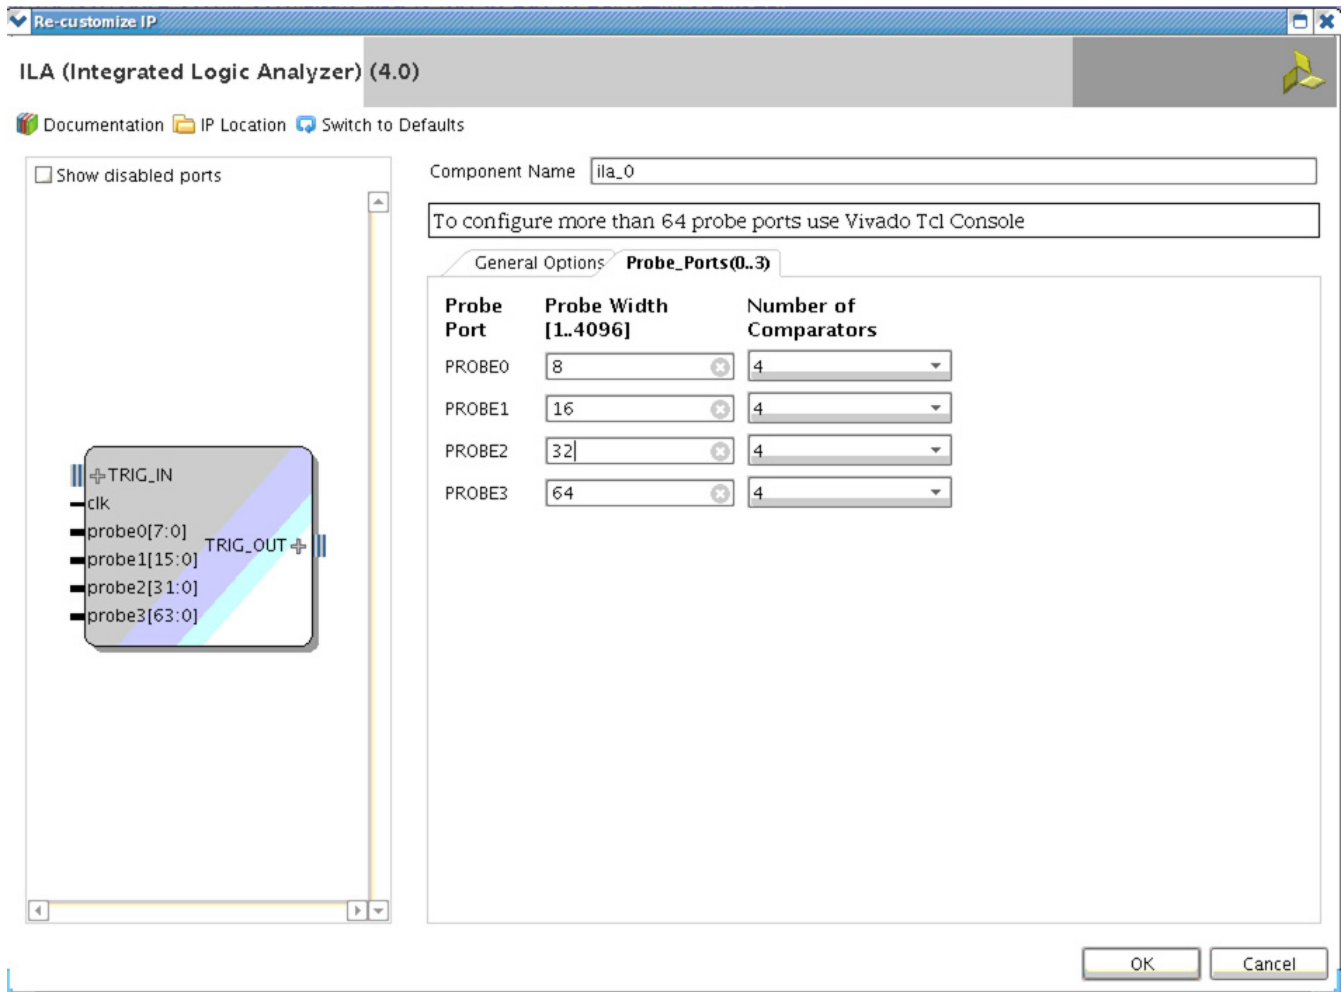 Re-customize IP
ILA (Integrated Logic Analyzer) (4.0)
Documentation IP Location Switch to Defaults
Show disabled ports
Component Name ila_0
To configure more than 64 probe ports use Vivado Tcl Console
General Options Probe_Ports(0..3)
Probe Port Probe Width [1..4096] Number of Comparators
PROBE0 8 4
PROBE1 16 4
PROBE2 32 4
PROBE3 64 4
TRIG_IN
clk
probe0[7:0]
TRIG_OUT
probe1[15:0]
probe2[31:0]
probe3[63:0]
OK Cancel